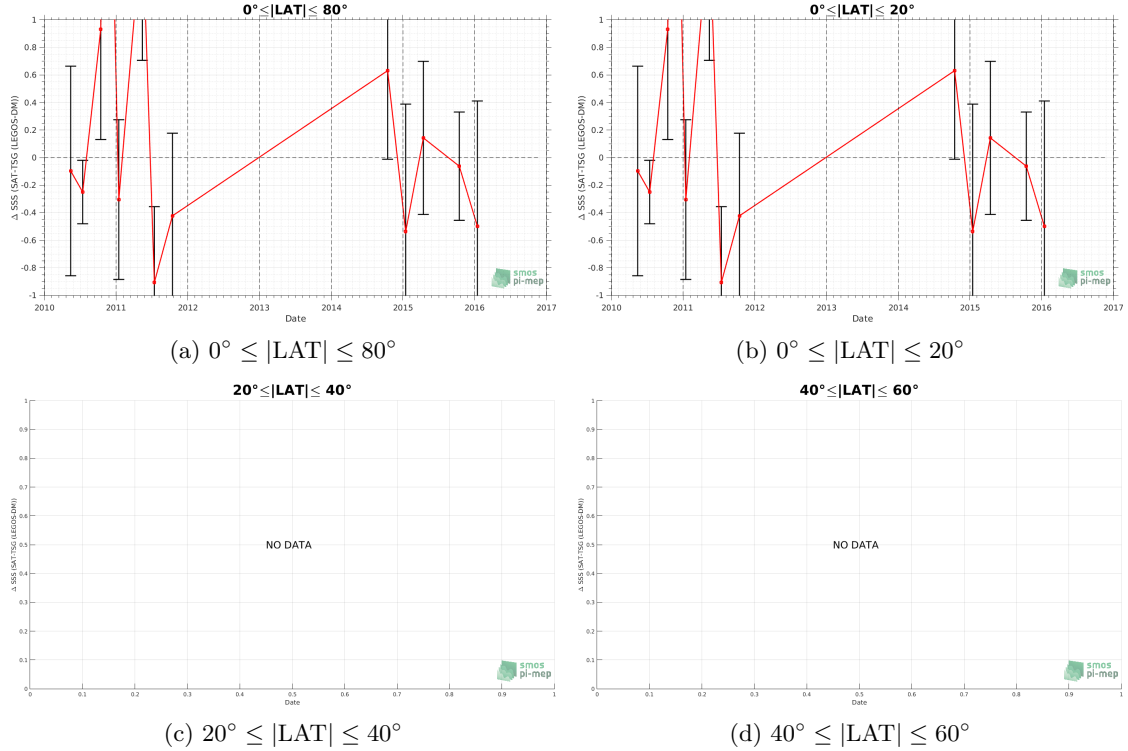 0°≤|LAT|≤ 80°
1
0.8
0.6
0.4
0.2
0
-0.2
-0.4
-0.6
-0.8
-1
Δ SSS (SAT-TSG (LEGOS-DM))
2010 2011 2012 2013 2014 2015 2016 2017
Date
smos
pi-mep
(a) 0° ≤ |LAT| ≤ 80°
0°≤|LAT|≤ 20°
1
0.8
0.6
0.4
0.2
0
-0.2
-0.4
-0.6
-0.8
-1
Δ SSS (SAT-TSG (LEGOS-DM))
2010 2011 2012 2013 2014 2015 2016 2017
Date
smos
pi-mep
(b) 0° ≤ |LAT| ≤ 20°
20°≤|LAT|≤ 40°
1
0.9
0.8
0.7
0.6
0.5
0.4
0.3
0.2
0.1
0
Δ SSS (SAT-TSG (LEGOS-DM))
NO DATA
0 0.1 0.2 0.3 0.4 0.5 0.6 0.7 0.8 0.9 1
Date
smos
pi-mep
(c) 20° ≤ |LAT| ≤ 40°
40°≤|LAT|≤ 60°
1
0.9
0.8
0.7
0.6
0.5
0.4
0.3
0.2
0.1
0
Δ SSS (SAT-TSG (LEGOS-DM))
NO DATA
0 0.1 0.2 0.3 0.4 0.5 0.6 0.7 0.8 0.9 1
Date
smos
pi-mep
(d) 40° ≤ |LAT| ≤ 60°